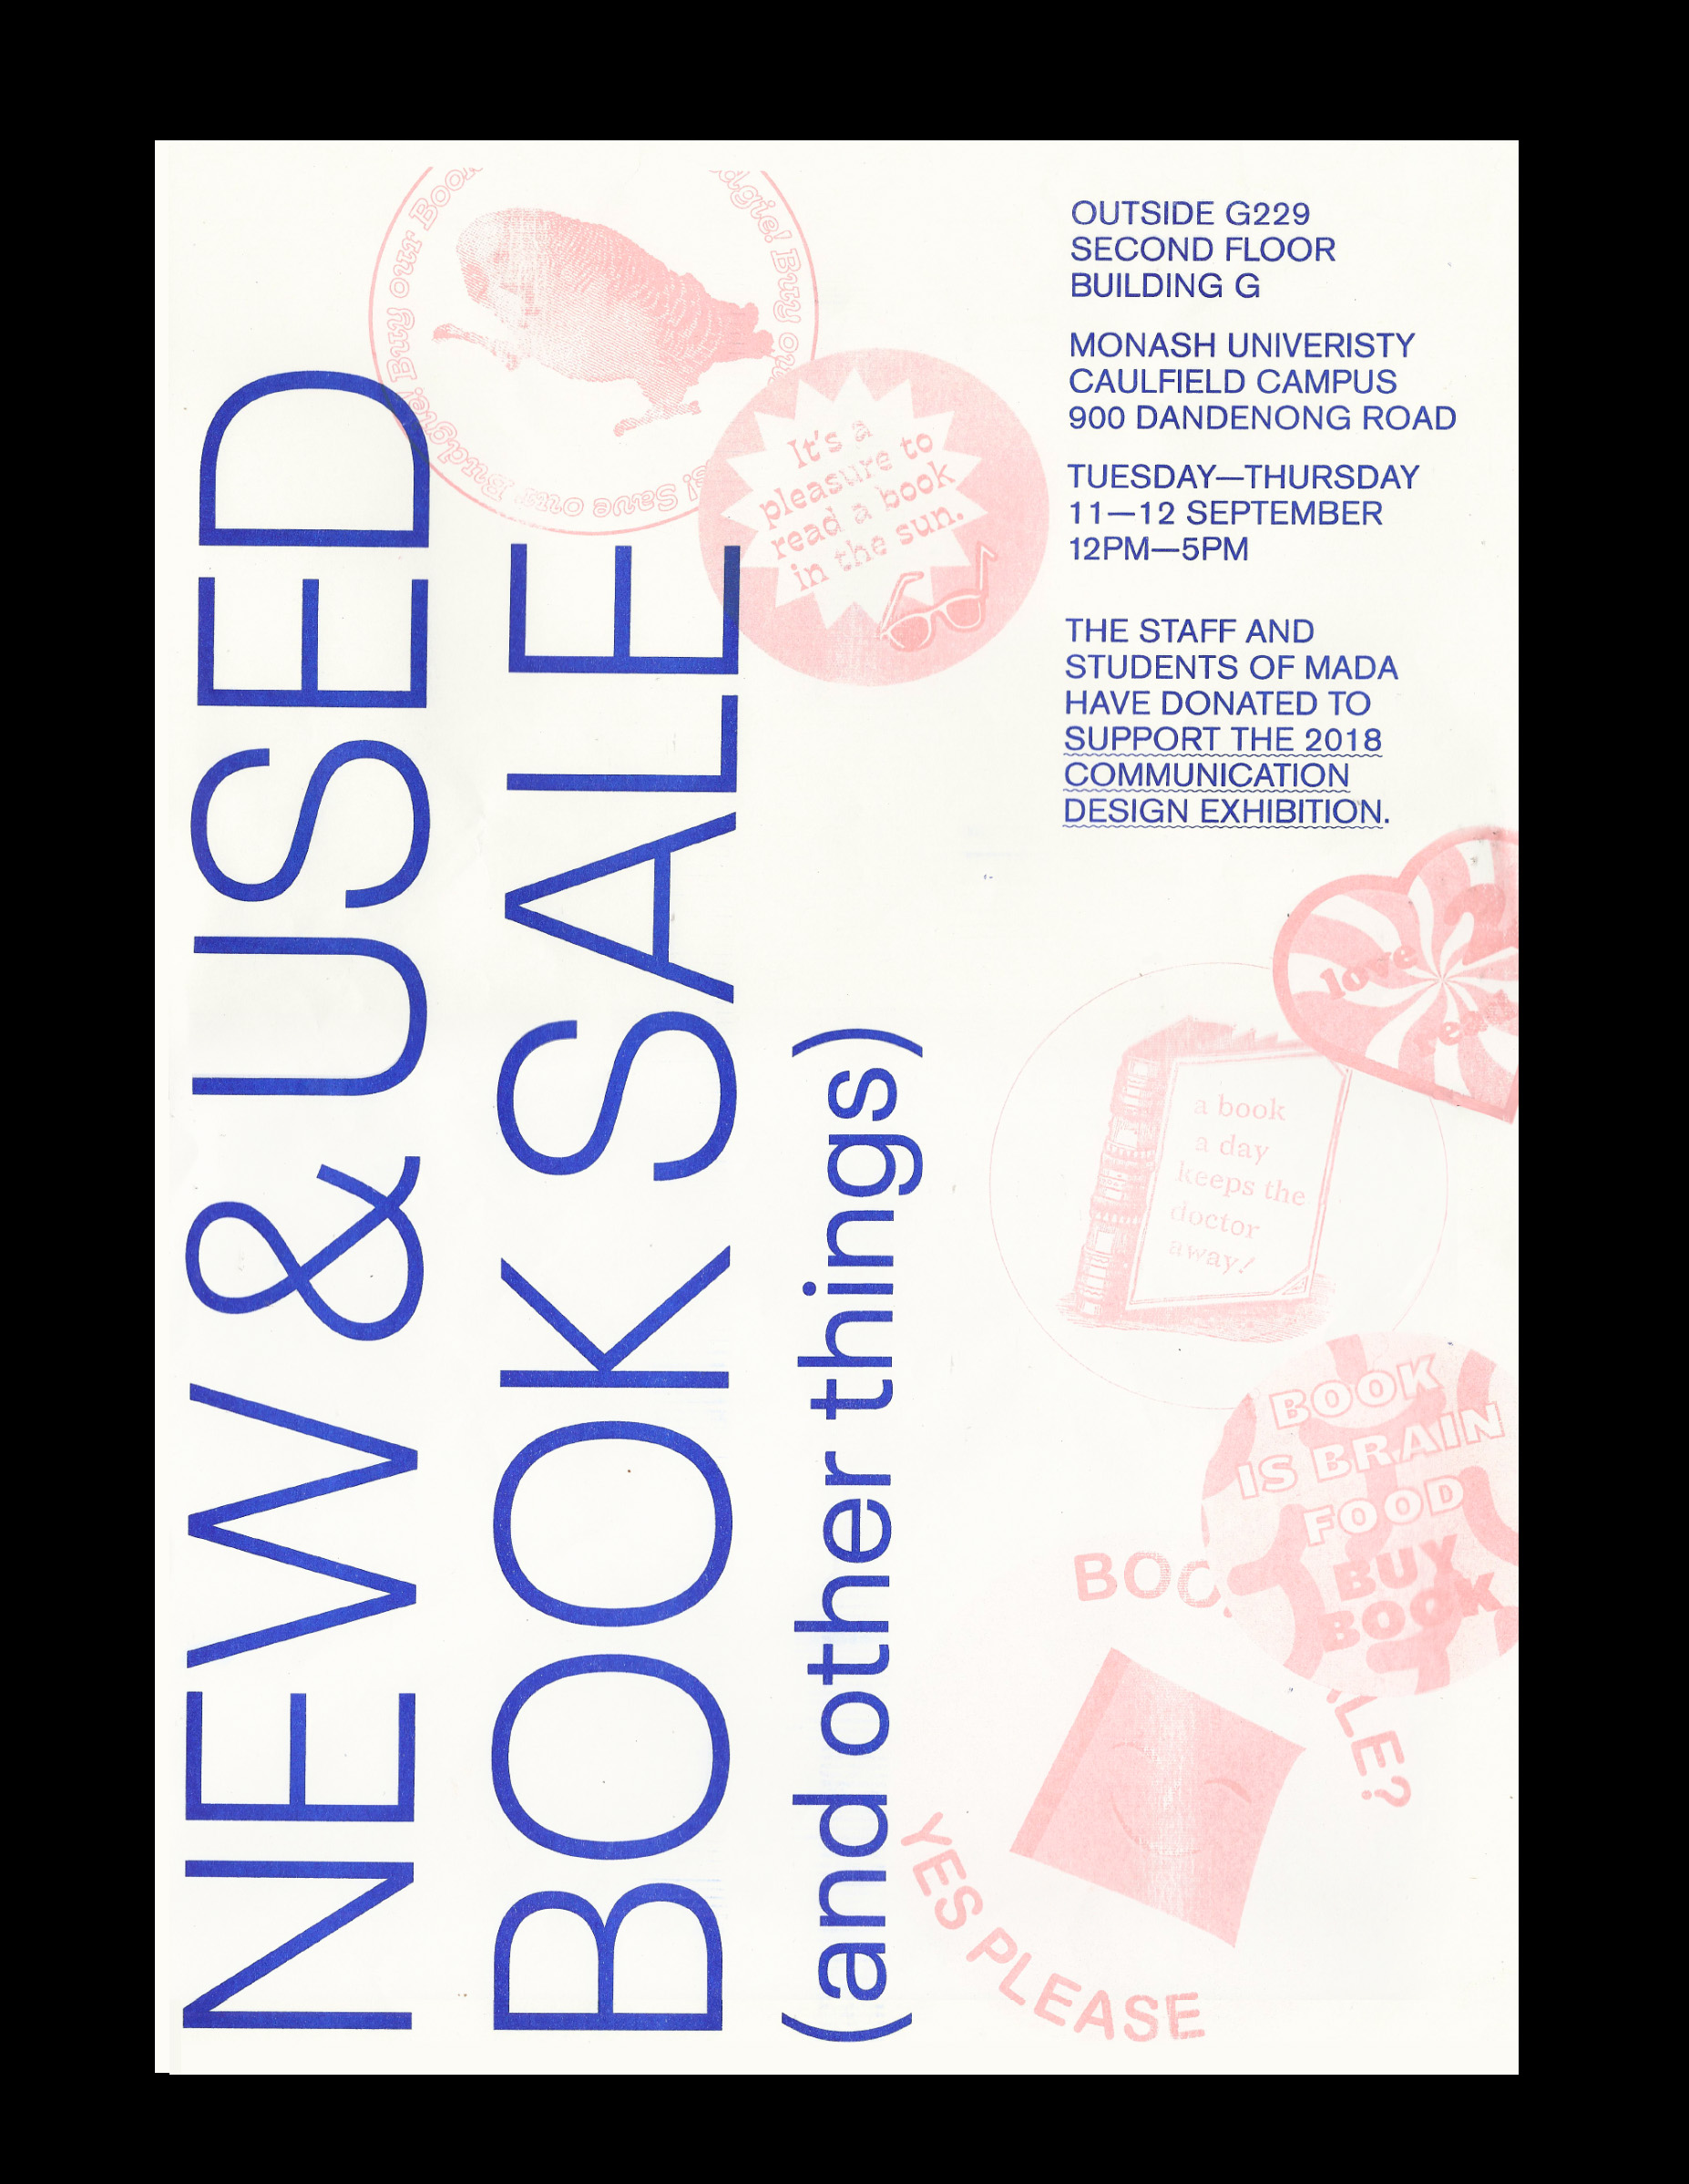 NEW & USED
BOOK SALE
(and other things)
OUTSIDE G229
SECOND FLOOR
BUILDING G
MONASH UNIVERISTY
CAULFIELD CAMPUS
900 DANDENONG ROAD
TUESDAY—THURSDAY
11—12 SEPTEMBER
12PM—5PM
THE STAFF AND
STUDENTS OF MADA
HAVE DONATED TO
SUPPORT THE 2018
COMMUNICATION
DESIGN EXHIBITION.
Save our Budgie! Buy our
It's a
pleasure to
read a book
in the sun.
love 2
a book
a day
keeps the
doctor
away!
BOOK
IS BRAIN
FOOD
BUY
BOOK
YES PLEASE